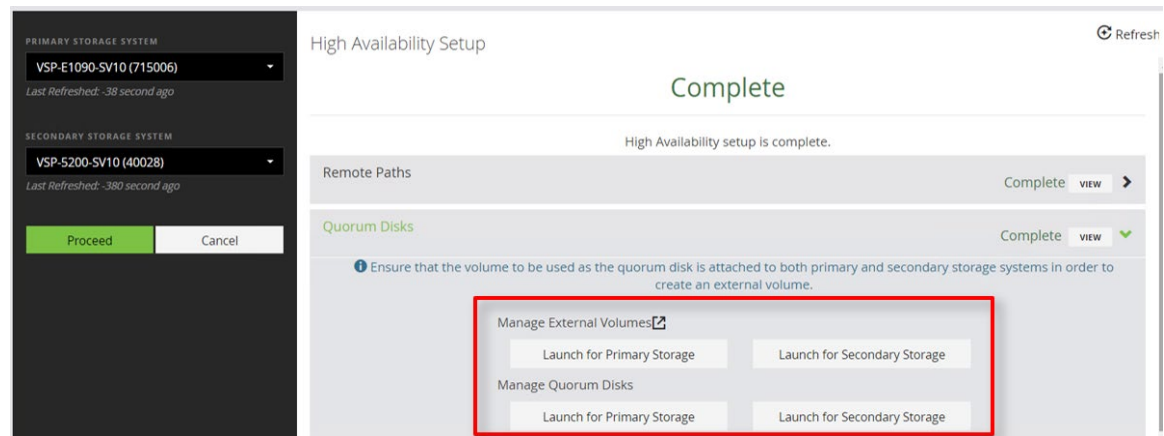 PRIMARY STORAGE SYSTEM
VSP-E1090-SV10 (715006)
Last Refreshed: -38 second ago
SECONDARY STORAGE SYSTEM
VSP-5200-SV10 (40028)
Last Refreshed: -380 second ago
Proceed Cancel
High Availability Setup
Refresh
Complete
High Availability setup is complete.
Remote Paths
Complete VIEW
Quorum Disks
Complete VIEW
Ensure that the volume to be used as the quorum disk is attached to both primary and secondary storage systems in order to
create an external volume.
Manage External Volumes
Launch for Primary Storage Launch for Secondary Storage
Manage Quorum Disks
Launch for Primary Storage Launch for Secondary Storage